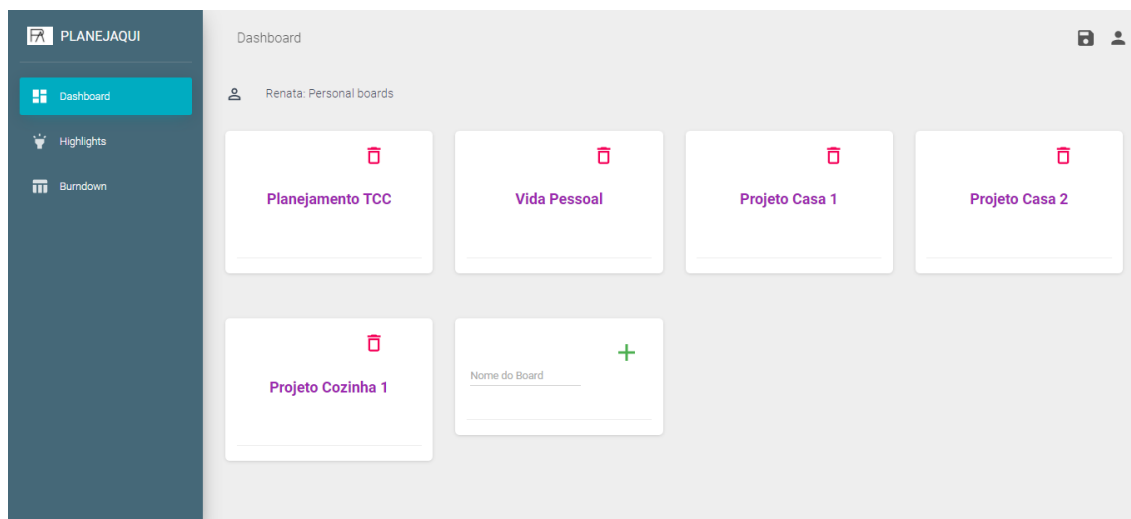 PLANEJAQUI
Dashboard
Dashboard
Highlights
Burndown
Renata: Personal boards
Planejamento TCC
Vida Pessoal
Projeto Casa 1
Projeto Casa 2
Projeto Cozinha 1
Nome do Board